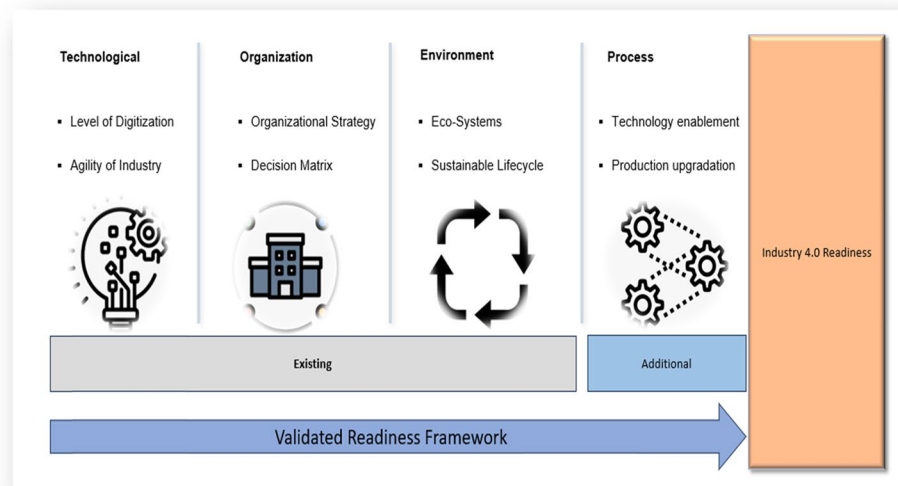 Technological
Organization
Environment
Process
▪ Level of Digitization
▪ Agility of Industry
▪ Organizational Strategy
▪ Decision Matrix
▪ Eco-Systems
▪ Sustainable Lifecycle
▪ Technology enablement
▪ Production upgradation
Industry 4.0 Readiness
Existing
Additional
Validated Readiness Framework